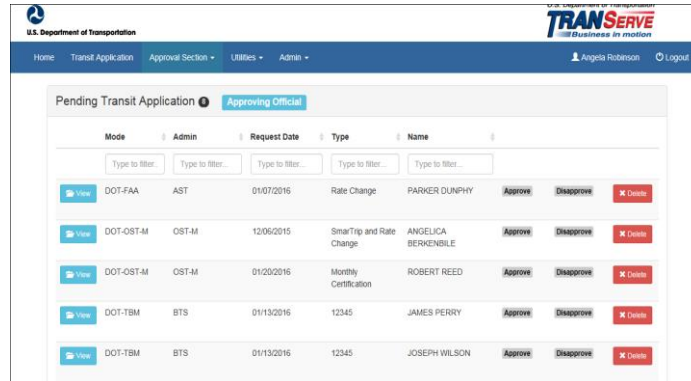 U.S. Department of Transportation
U.S. Department of Transportation
TRANSERVE
Business in motion
Home Transit Application Approval Section Utilities Admin Angela Robinson Logout
Pending Transit Application 8 Approving Official
Mode Admin Request Date Type Name
Type to filter... Type to filter... Type to filter... Type to filter... Type to filter...
View DOT-FAA AST 01/07/2016 Rate Change PARKER DUNPHY Approve Disapprove Delete
View DOT-OST-M OST-M 12/06/2015 SmarTrip and Rate ANGELICA Approve Disapprove Delete
Change BERKENBILE
View DOT-OST-M OST-M 01/20/2016 Monthly ROBERT REED Approve Disapprove Delete
Certification
View DOT-TBM BTS 01/13/2016 12345 JAMES PERRY Approve Disapprove Delete
View DOT-TBM BTS 01/13/2016 12345 JOSEPH WILSON Approve Disapprove Delete